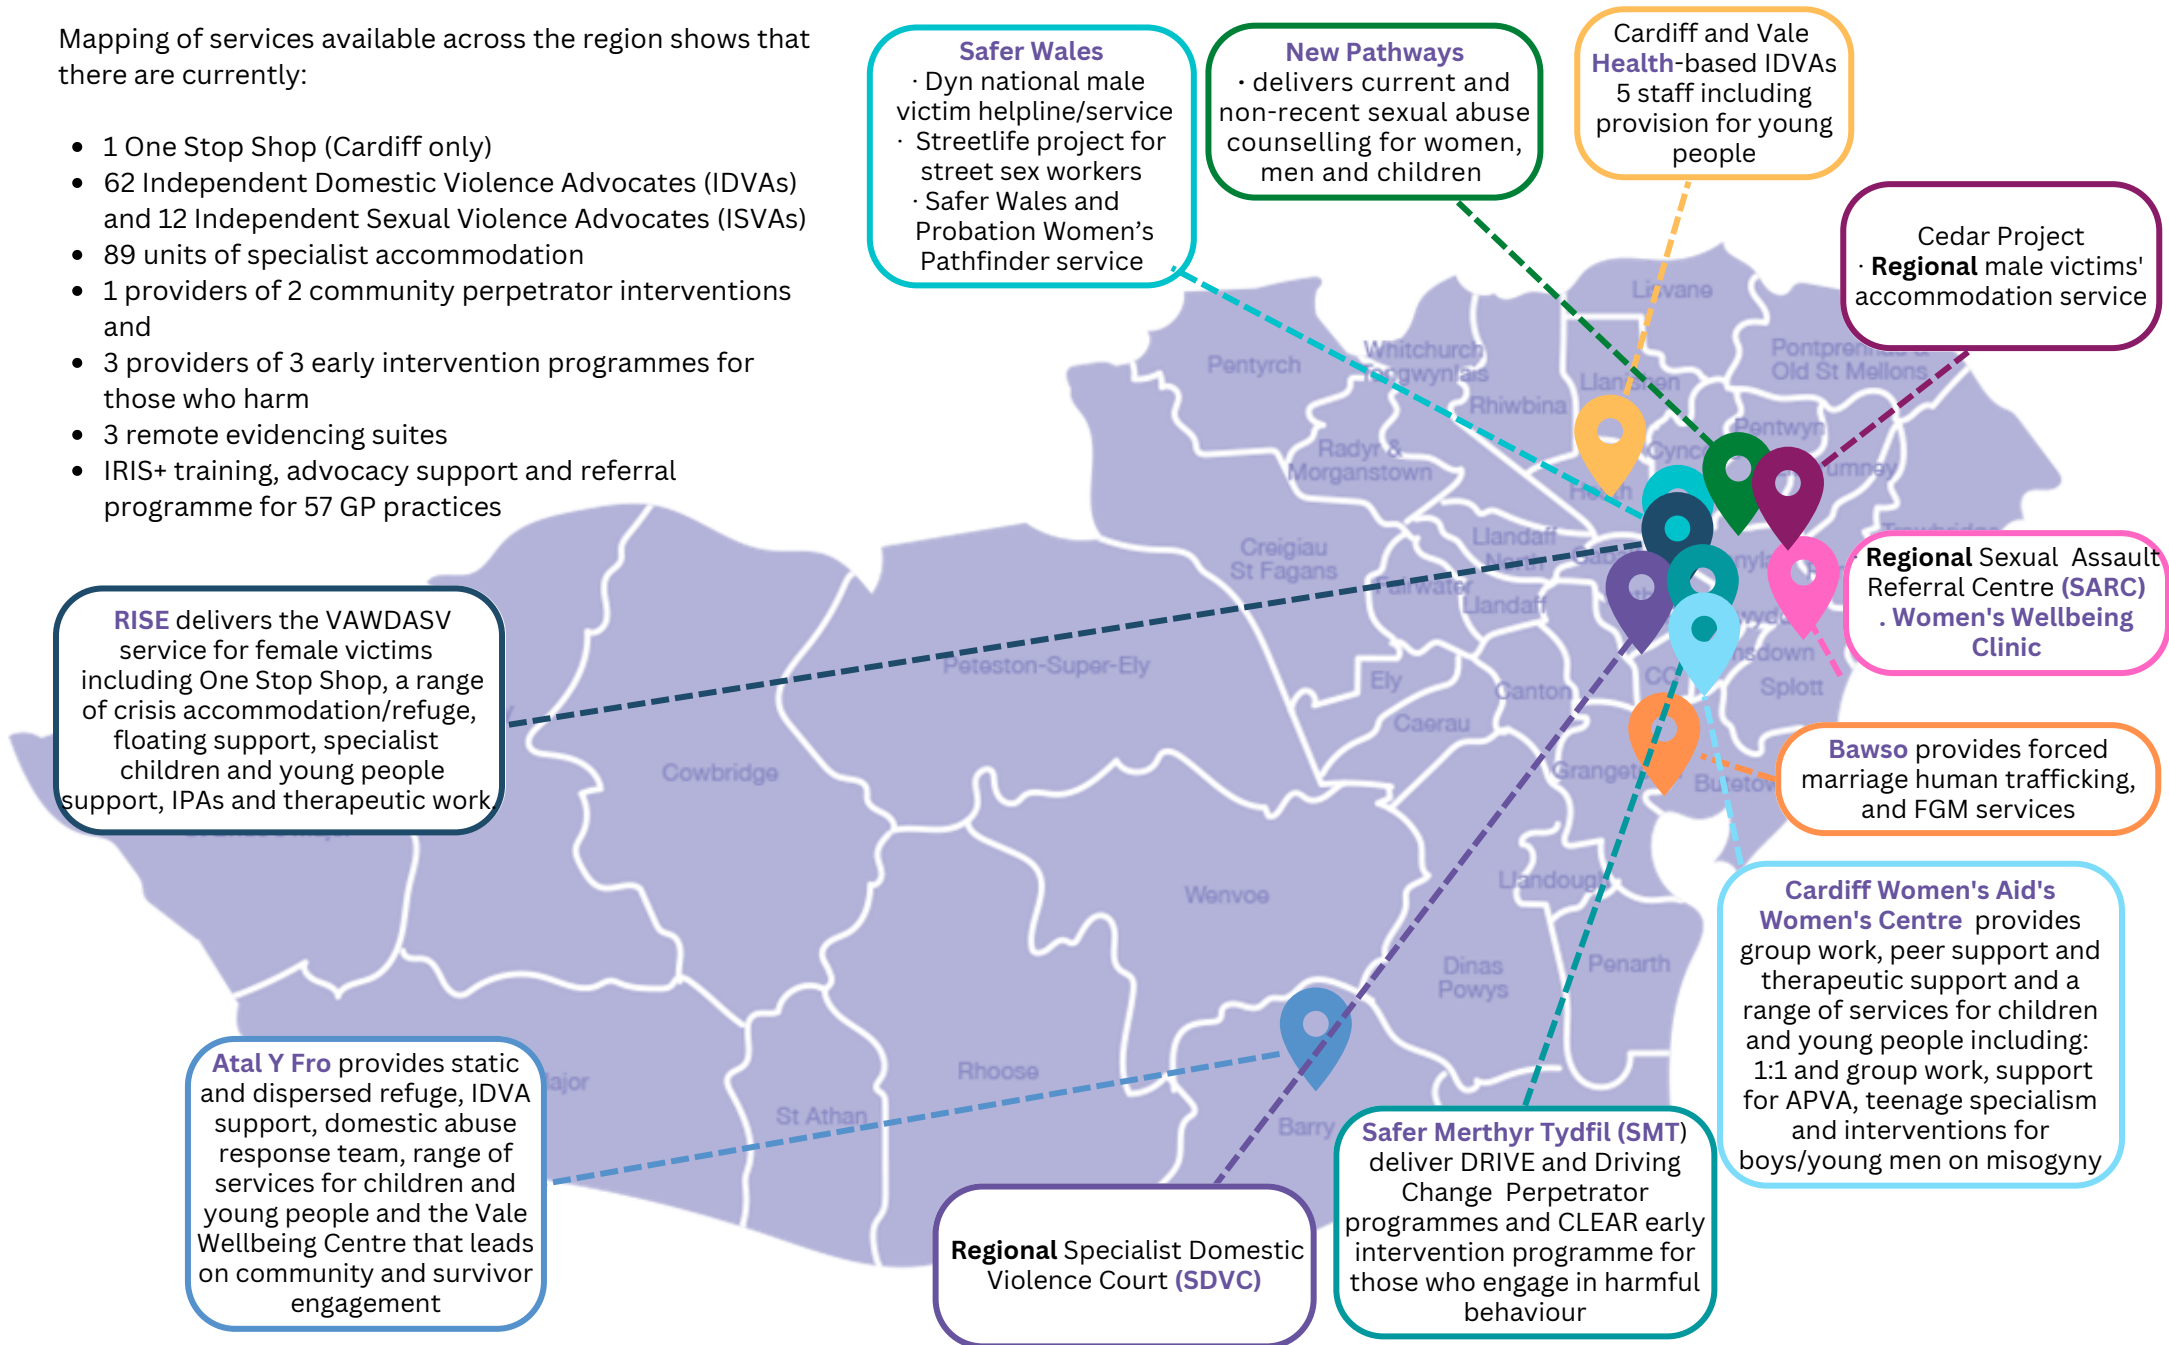 Mapping of services available across the region shows that
there are currently:
• 1 One Stop Shop (Cardiff only)
• 62 Independent Domestic Violence Advocates (IDVAs)
and 12 Independent Sexual Violence Advocates (ISVAs)
• 89 units of specialist accommodation
• 1 providers of 2 community perpetrator interventions
and
• 3 providers of 3 early intervention programmes for
those who harm
• 3 remote evidencing suites
• IRIS+ training, advocacy support and referral
programme for 57 GP practices
Safer Wales
· Dyn national male
victim helpline/service
· Streetlife project for
street sex workers
· Safer Wales and
Probation Women’s
Pathfinder service
New Pathways
· delivers current and
non-recent sexual abuse
counselling for women,
men and children
Cardiff and Vale
Health-based IDVAs
5 staff including
provision for young
people
Cedar Project
· Regional male victims'
accommodation service
· Regional Sexual Assault
Referral Centre (SARC)
. Women's Wellbeing
Clinic
Bawso provides forced
marriage human trafficking,
and FGM services
Cardiff Women's Aid's
Women's Centre provides
group work, peer support and
therapeutic support and a
range of services for children
and young people including:
1:1 and group work, support
for APVA, teenage specialism
and interventions for
boys/young men on misogyny
Safer Merthyr Tydfil (SMT)
deliver DRIVE and Driving
Change Perpetrator
programmes and CLEAR early
intervention programme for
those who engage in harmful
behaviour
Regional Specialist Domestic
Violence Court (SDVC)
Atal Y Fro provides static
and dispersed refuge, IDVA
support, domestic abuse
response team, range of
services for children and
young people and the Vale
Wellbeing Centre that leads
on community and survivor
engagement
RISE delivers the VAWDASV
service for female victims
including One Stop Shop, a range
of crisis accommodation/refuge,
floating support, specialist
children and young people
support, IPAs and therapeutic work.
Lisvane
Pentyrch
Whitchurch
Tongwynlais
Rhiwbina
Llanishen
Pontprennau &
Old St Mellons
Pentwyn
Radyr &
Morganstown
Heath
Trowbridge
Creigiau
St Fagans
Llandaff
North
Fairwater
Llandaff
Peteston-Super-Ely
Ely
Canton
Caerau
Splott
Cowbridge
Wenvoe
Llandough
Dinas
Powys
Penarth
Rhoose
St Athan
Barry